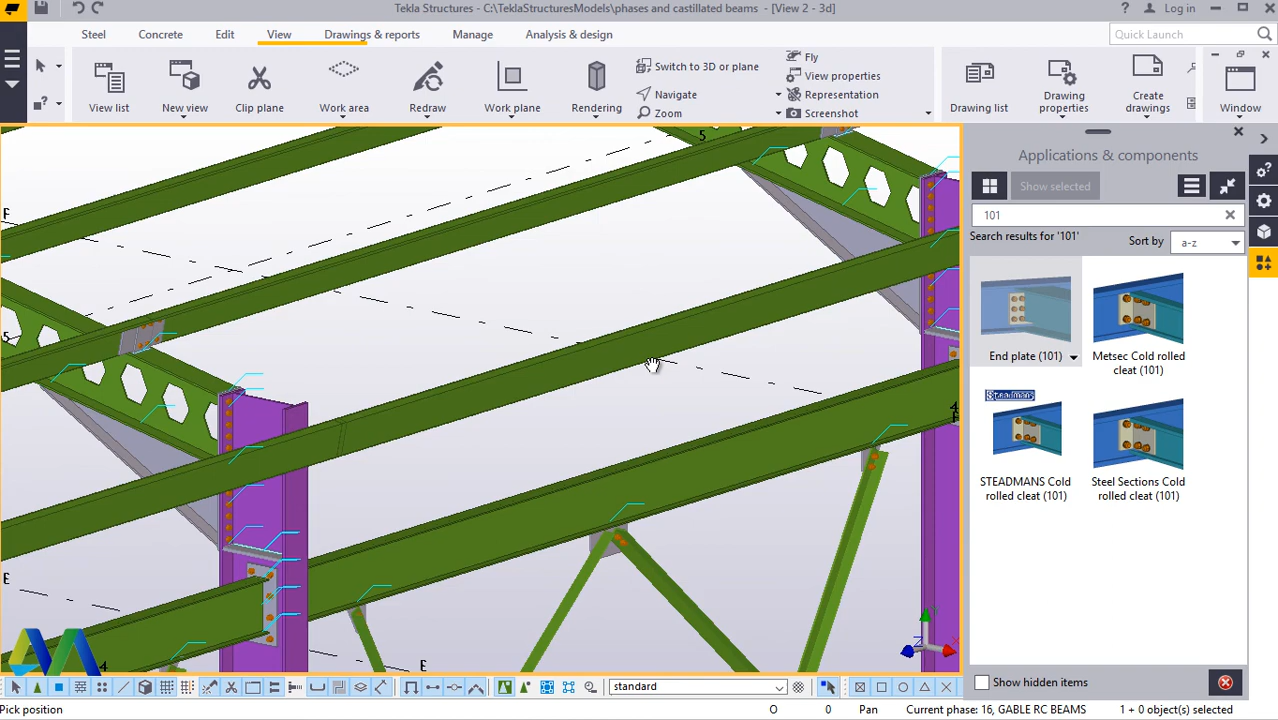 Tekla Structures - C:\TeklaStructuresModels\phases and castillated beams - [View 2 - 3d]
Log in
Steel Concrete Edit View Drawings & reports Manage Analysis & design
Quick Launch
View list
New view
Clip plane
Work area
Redraw
Work plane
Rendering
Switch to 3D or plane
Navigate
Zoom
Fly
View properties
Representation
Screenshot
Drawing list
Drawing properties
Create drawings
Window
Applications & components
Show selected
101
Search results for '101'
Sort by
a-z
End plate (101)
Metsec Cold rolled
cleat (101)
Steadmans
STEADMANS Cold
rolled cleat (101)
Steel Sections Cold
rolled cleat (101)
Show hidden items
5
F
5
4
E
E
4
E
standard
Pick position
O
0
Pan
Current phase: 16, GABLE RC BEAMS
1 + 0 object(s) selected